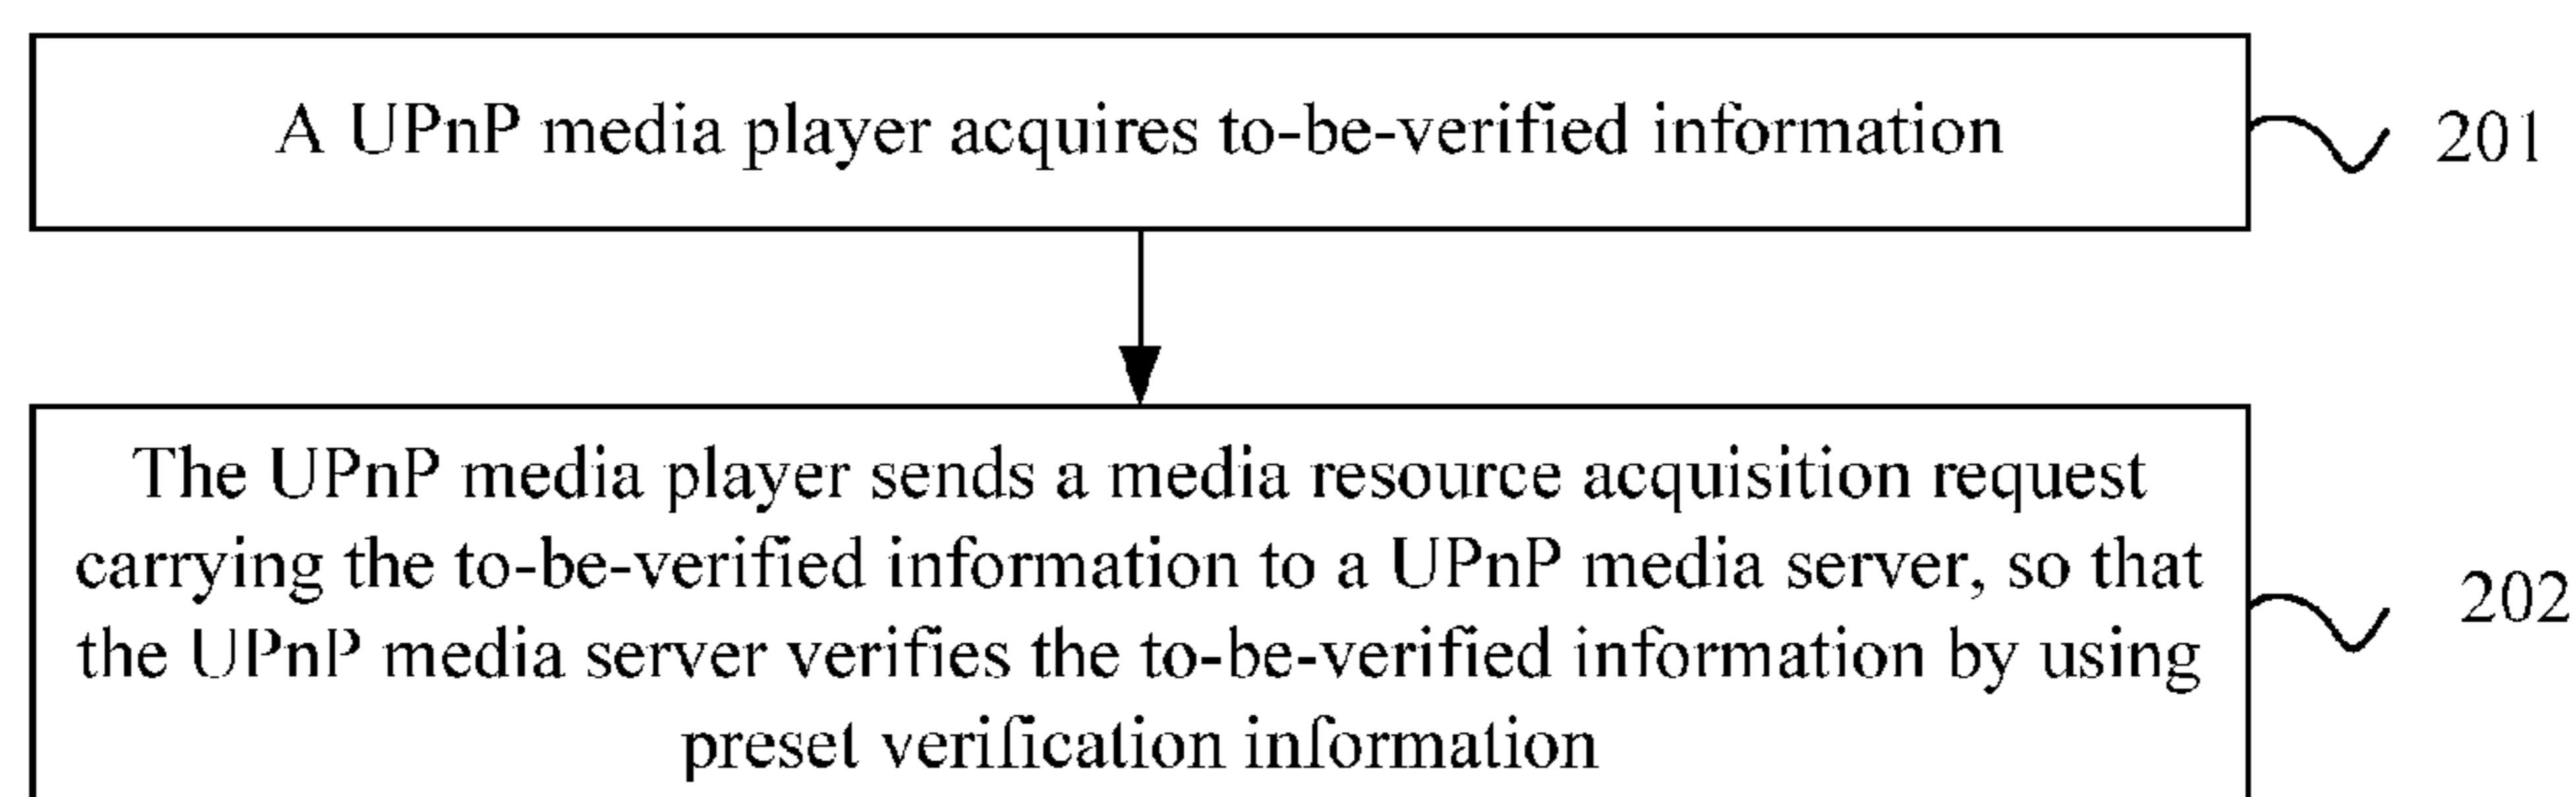 A UPnP media player acquires to-be-verified information
201
The UPnP media player sends a media resource acquisition request
carrying the to-be-verified information to a UPnP media server, so that
the UPnP media server verifies the to-be-verified information by using
preset verification information
202